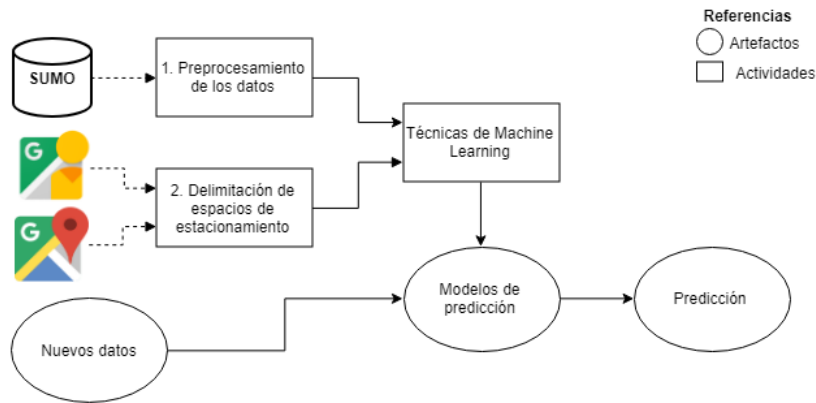 Referencias
Artefactos
Actividades
SUMO
1. Preprocesamiento
de los datos
G
2. Delimitación de
espacios de
estacionamiento
G
Técnicas de Machine
Learning
Modelos de
predicción
Predicción
Nuevos datos